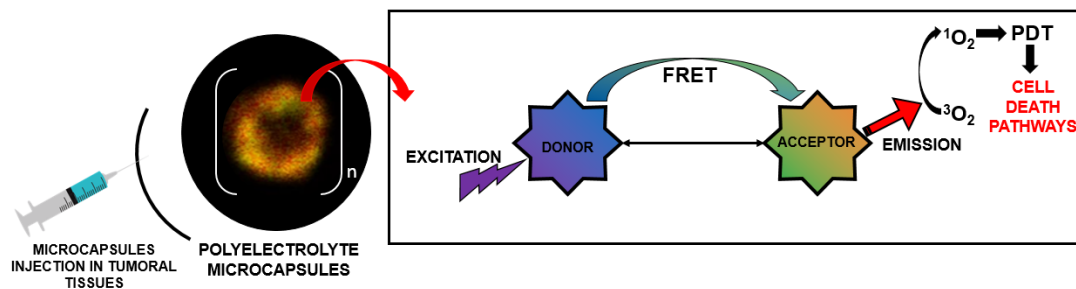 MICROCAPSULES
INJECTION IN TUMORAL
TISSUES
n
POLYELECTROLYTE
MICROCAPSULES
EXCITATION
DONOR
FRET
ACCEPTOR
EMISSION
¹O₂
PDT
³O₂
CELL
DEATH
PATHWAYS